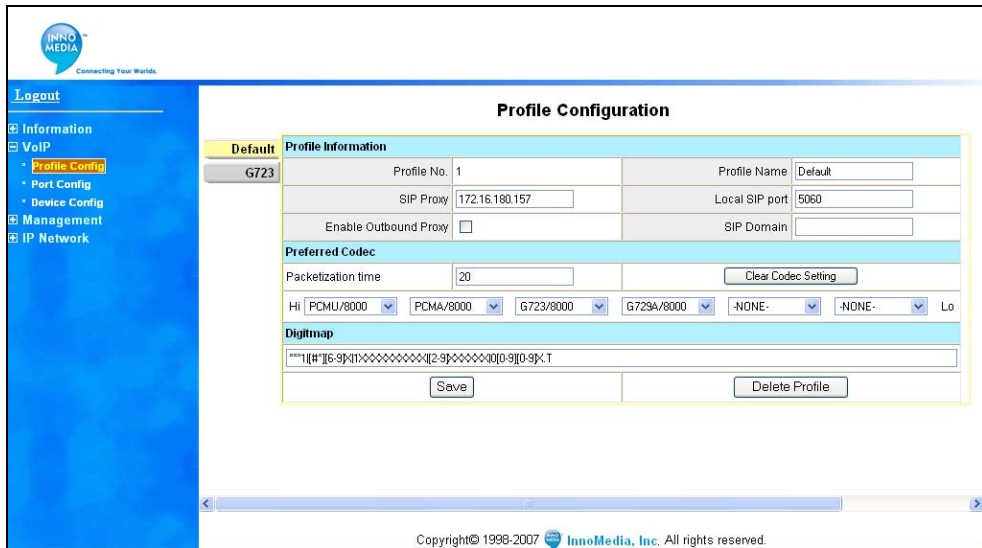 INNO
MEDIA
Connecting Your Worlds.
Logout
Information
VoIP
Profile Config
Port Config
Device Config
Management
IP Network
Profile Configuration
Default
G723
Profile Information
Profile No. 1 Profile Name Default
SIP Proxy 172.16.180.157 Local SIP port 5060
Enable Outbound Proxy SIP Domain
Preferred Codec
Packetization time 20 Clear Codec Setting
Hi PCMU/8000 PCMA/8000 G723/8000 G729A/8000 -NONE- -NONE- Lo
Digitmap
Save Delete Profile
Copyright© 1998-2007 InnoMedia, Inc. All rights reserved.